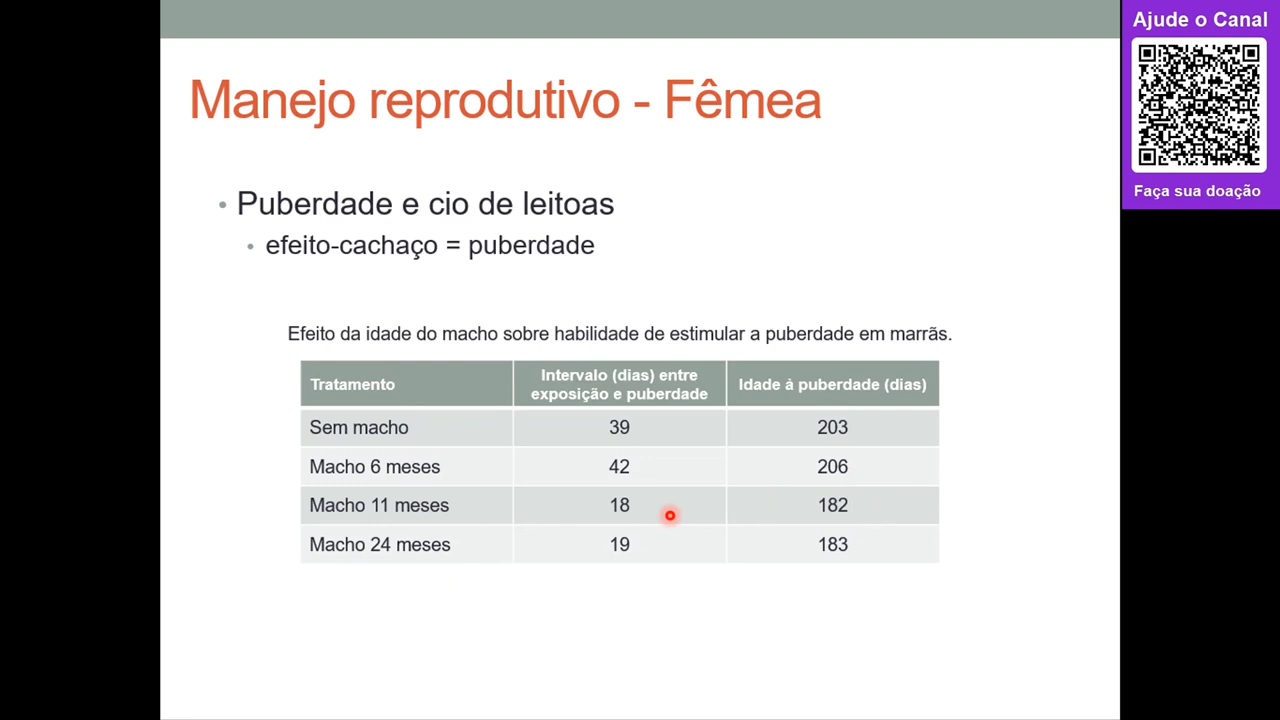 Ajude o Canal
Faça sua doação
Manejo reprodutivo - Fêmea
• Puberdade e cio de leitoas
• efeito-cachaço = puberdade
Efeito da idade do macho sobre habilidade de estimular a puberdade em marrãs.
Tratamento Intervalo (dias) entre exposição e puberdade Idade à puberdade (dias)
Sem macho 39 203
Macho 6 meses 42 206
Macho 11 meses 18 182
Macho 24 meses 19 183